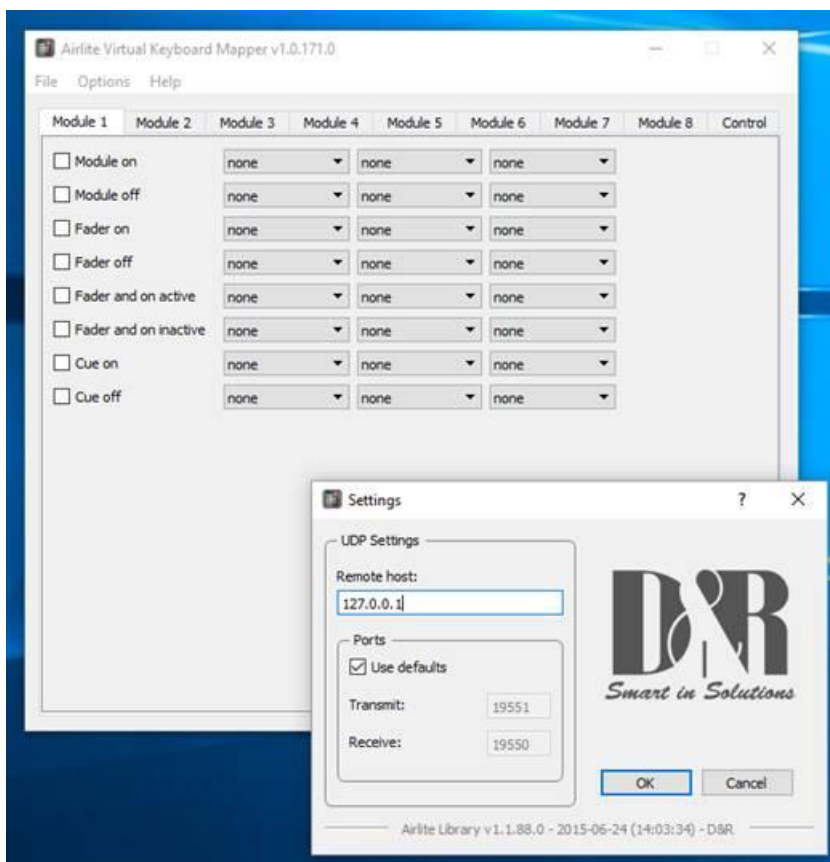 Airlite Virtual Keyboard Mapper v1.0.171.0
File Options Help
Module 1 Module 2 Module 3 Module 4 Module 5 Module 6 Module 7 Module 8 Control
Module on none none none
Module off none none none
Fader on none none none
Fader off none none none
Fader and on active none none none
Fader and on inactive none none none
Cue on none none none
Cue off none none none
Settings ?
UDP Settings
Remote host:
127.0.0.1
Ports
Use defaults
Transmit: 19551
Receive: 19550
D&R
Smart in Solutions
OK Cancel
Airlite Library v1.1.88.0 - 2015-06-24 (14:03:34) - D&R